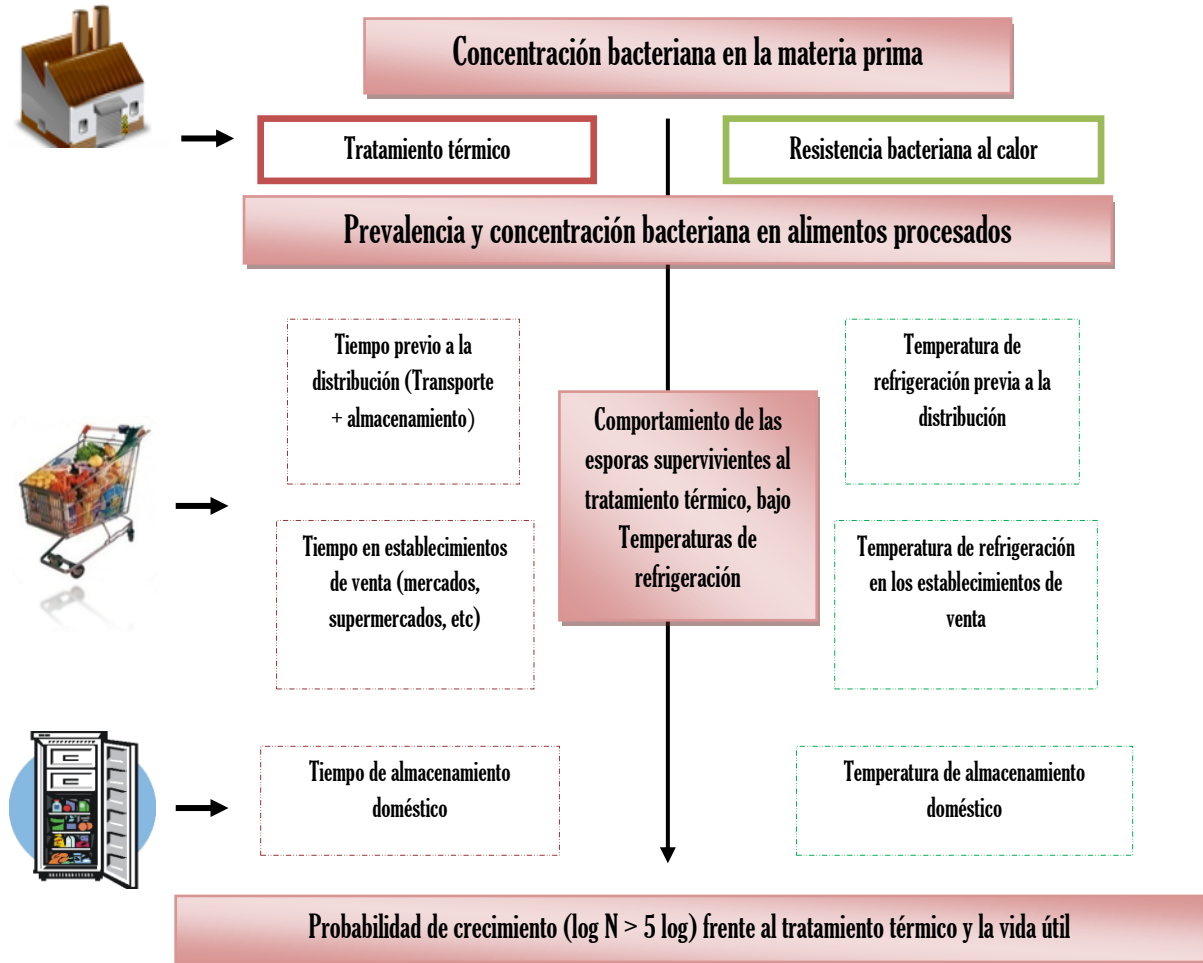 Concentración bacteriana en la materia prima
Tratamiento térmico
Resistencia bacteriana al calor
Prevalencia y concentración bacteriana en alimentos procesados
Tiempo previo a la
distribución (Transporte
+ almacenamiento)
Temperatura de
refrigeración previa a la
distribución
Comportamiento de las
esporas supervivientes al
tratamiento térmico, bajo
Temperaturas de
refrigeración
Tiempo en establecimientos
de venta (mercados,
supermercados, etc)
Temperatura de refrigeración
en los establecimientos de
venta
Tiempo de almacenamiento
doméstico
Temperatura de almacenamiento
doméstico
Probabilidad de crecimiento (log N > 5 log) frente al tratamiento térmico y la vida útil